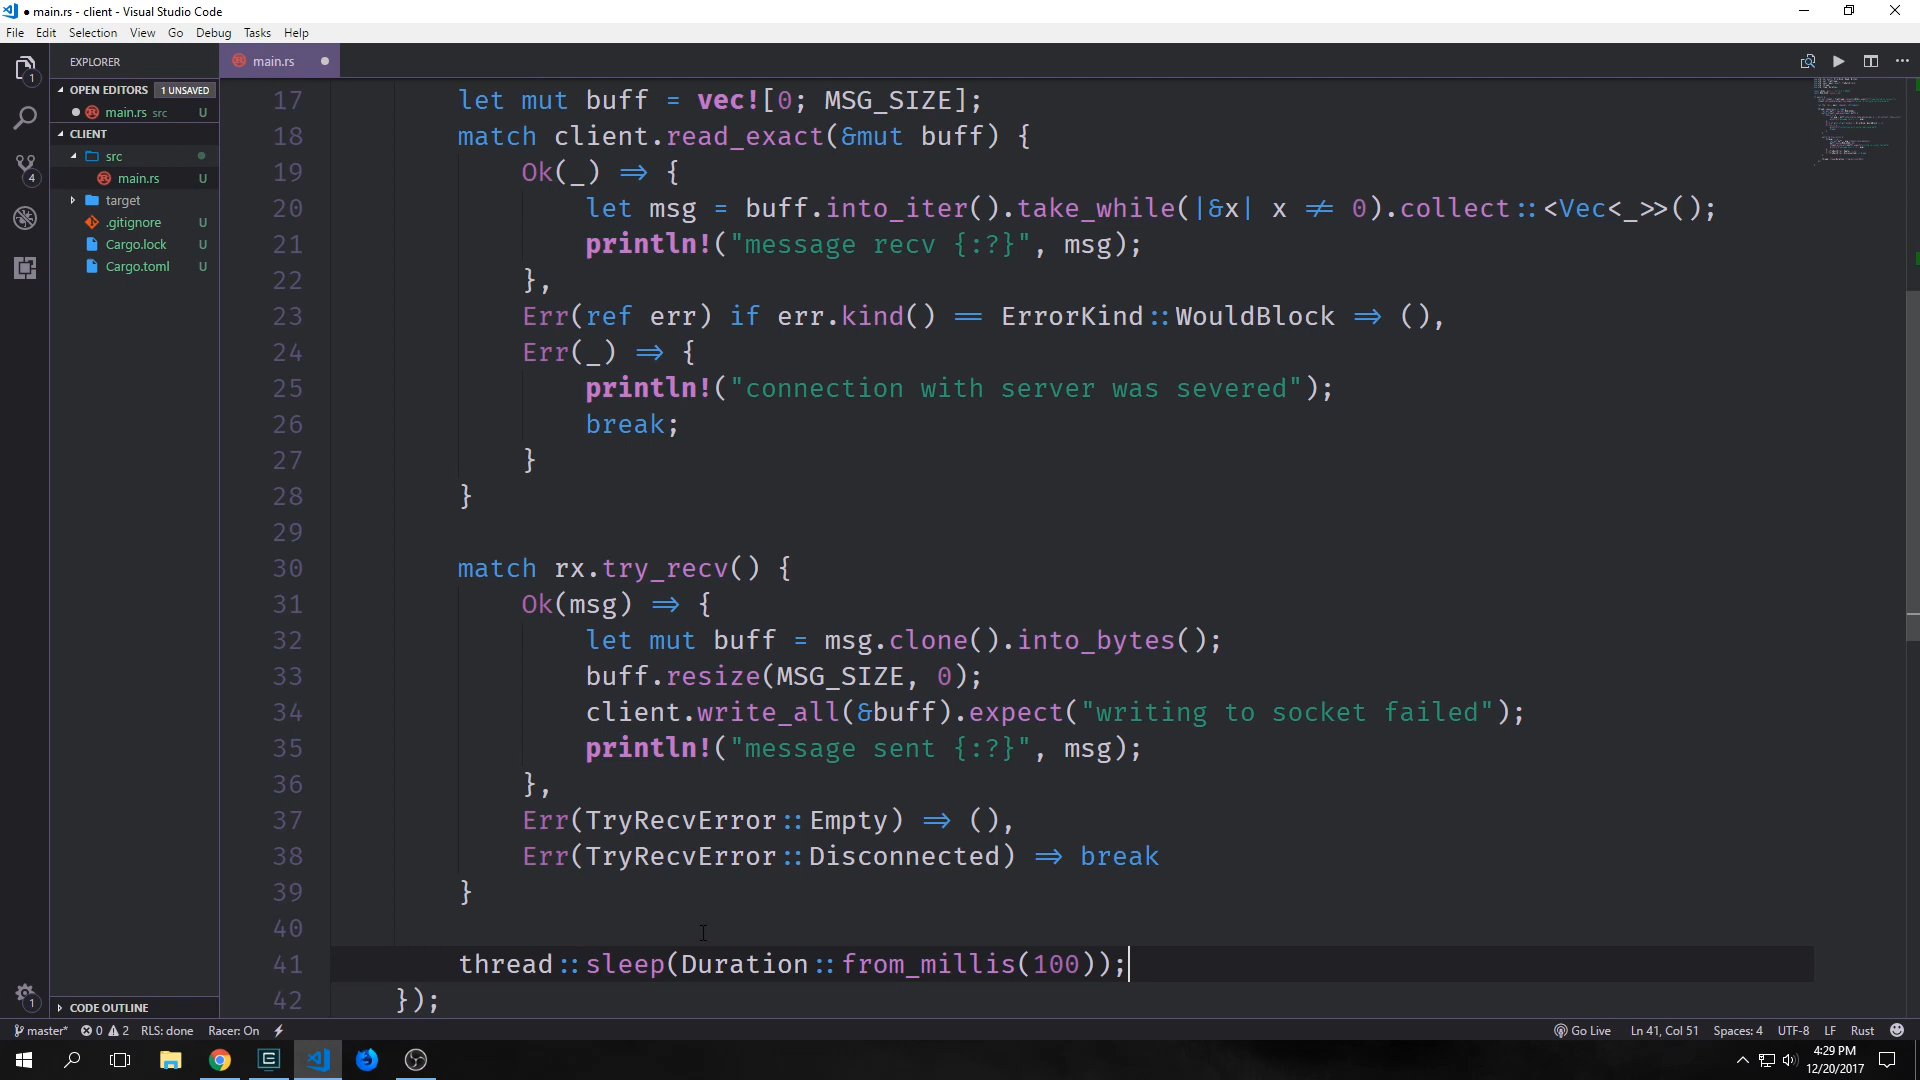 ● main.rs - client - Visual Studio Code
File Edit Selection View Go Debug Tasks Help
EXPLORER
OPEN EDITORS 1 UNSAVED
● main.rs src U
CLIENT
src
main.rs U
target
.gitignore U
Cargo.lock U
Cargo.toml U
CODE OUTLINE
1
4
1
main.rs ●
17 let mut buff = vec![0; MSG_SIZE];
18 match client.read_exact(&mut buff) {
19 Ok(_) => {
20 let msg = buff.into_iter().take_while(|&x| x != 0).collect::<Vec<_>>();
21 println!("message recv {:?}", msg);
22 },
23 Err(ref err) if err.kind() == ErrorKind::WouldBlock => (),
24 Err(_) => {
25 println!("connection with server was severed");
26 break;
27 }
28 }
29
30 match rx.try_recv() {
31 Ok(msg) => {
32 let mut buff = msg.clone().into_bytes();
33 buff.resize(MSG_SIZE, 0);
34 client.write_all(&buff).expect("writing to socket failed");
35 println!("message sent {:?}", msg);
36 },
37 Err(TryRecvError::Empty) => (),
38 Err(TryRecvError::Disconnected) => break
39 }
40
41 thread::sleep(Duration::from_millis(100));
42 });
master* 0 2 RLS: done Racer: On Go Live Ln 41, Col 51 Spaces: 4 UTF-8 LF Rust
4:29 PM
12/20/2017